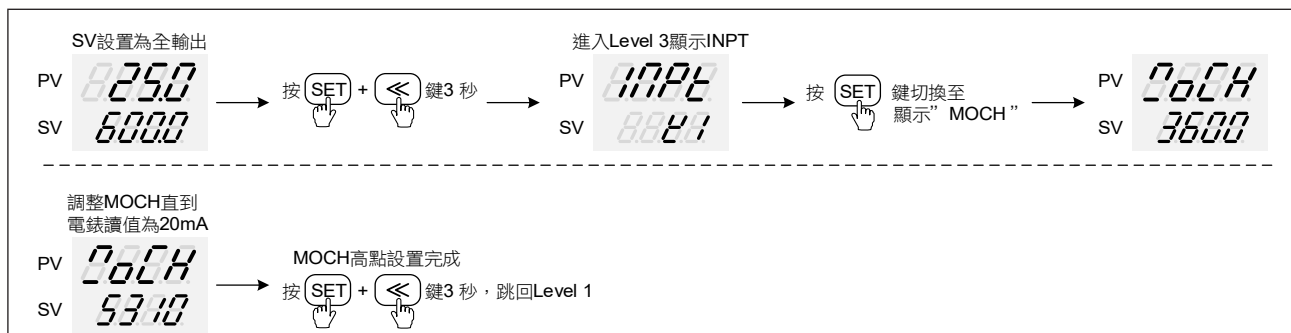 SV設置為全輸出
PV 25.0
SV 600.0
按 SET + ≪ 鍵3 秒
進入Level 3顯示INPT
PV INPt
SV K1
按 SET 鍵切換至
顯示”MOCH”
PV MoCH
SV 3600
調整MOCH直到
電錶讀值為20mA
PV MoCH
SV 5310
MOCH高點設置完成
按 SET + ≪ 鍵3 秒，跳回Level 1